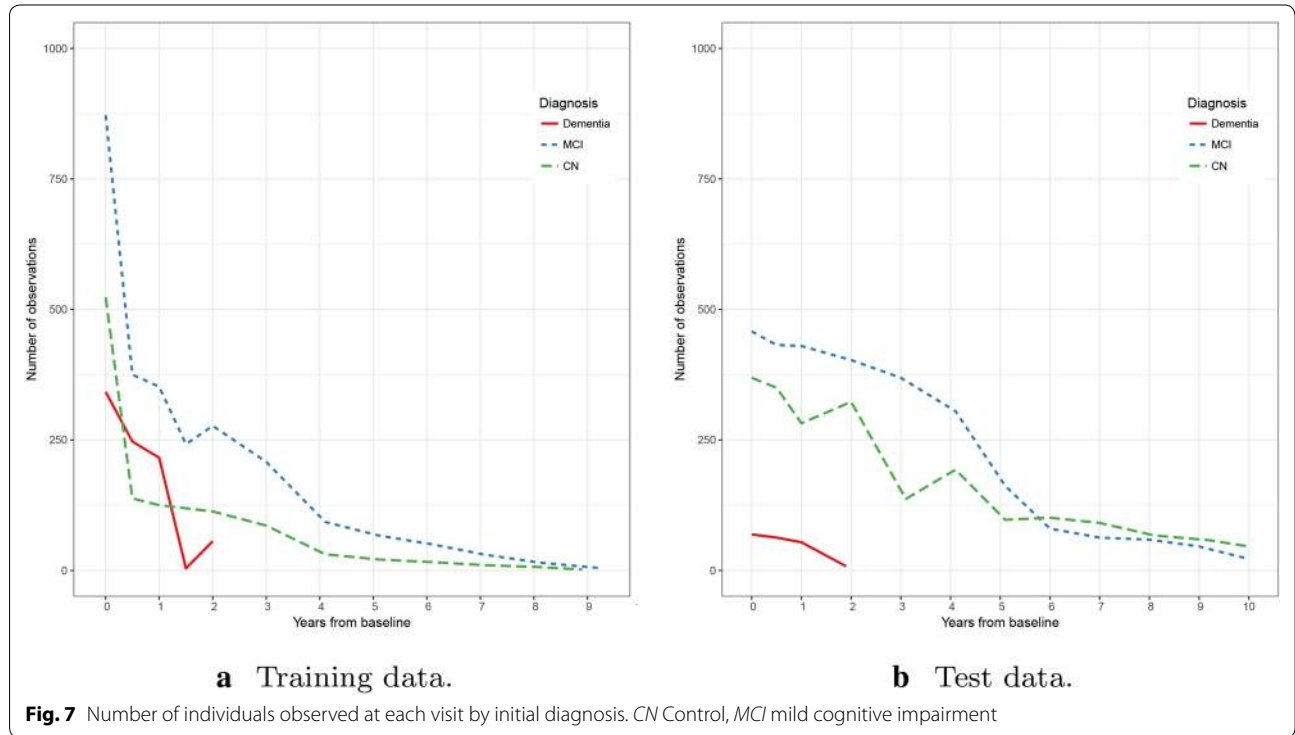 1000
750
500
250
0
Number of observations
Diagnosis
Dementia
MCI
CN
0 1 2 3 4 5 6 7 8 9
Years from baseline
a Training data.
1000
750
500
250
0
Number of observations
Diagnosis
Dementia
MCI
CN
0 1 2 3 4 5 6 7 8 9 10
Years from baseline
b Test data.
Fig. 7 Number of individuals observed at each visit by initial diagnosis. CN Control, MCI mild cognitive impairment